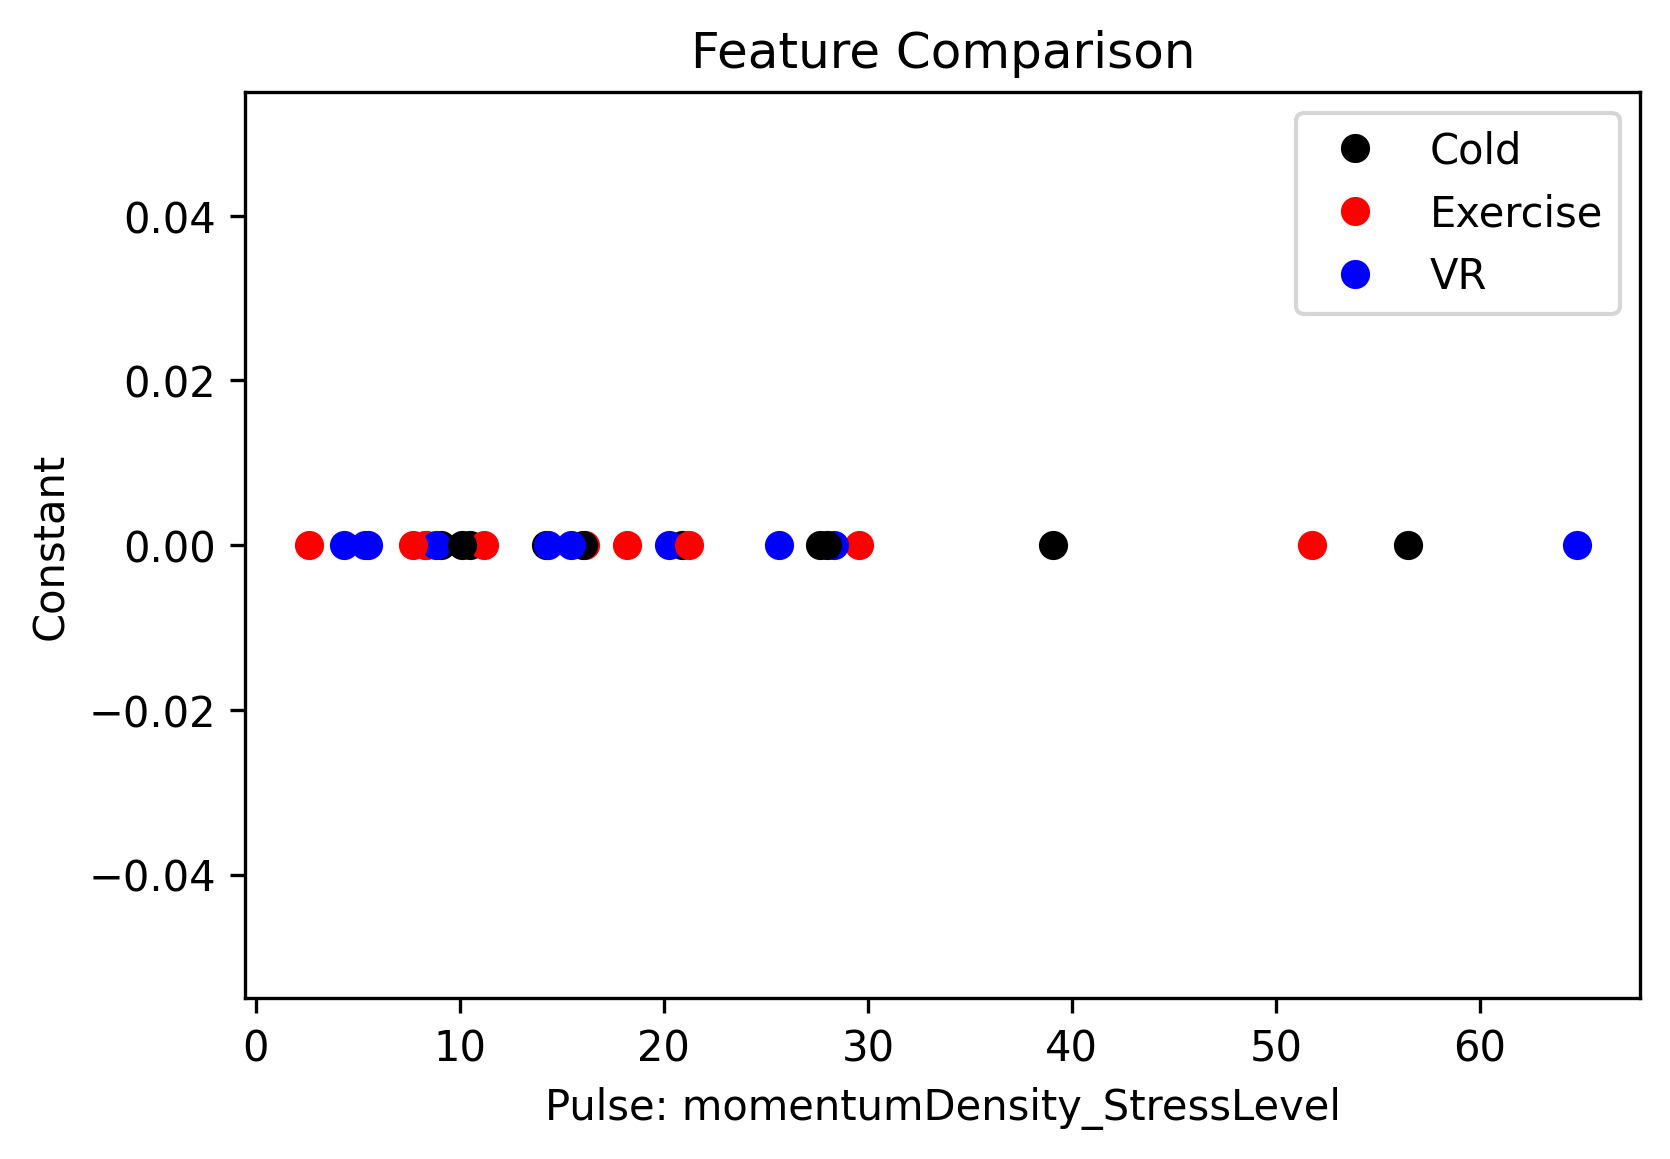 Feature Comparison
Cold
Exercise
VR
0.04
0.02
0.00
−0.02
−0.04
Constant
0 10 20 30 40 50 60
Pulse: momentumDensity_StressLevel